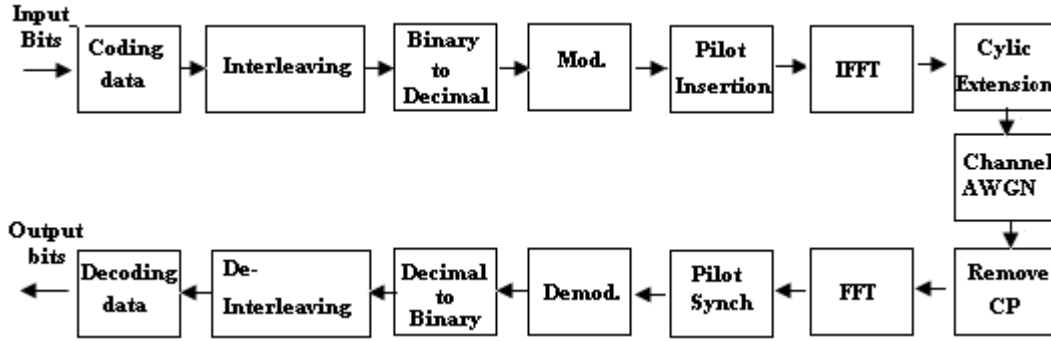 Input
Bits
Coding
data
Interleaving
Binary
to
Decimal
Mod.
Pilot
Insertion
IFFT
Cylic
Extension
Channel
AWGN
Output
bits
Decoding
data
De-
Interleaving
Decimal
to
Binary
Demod.
Pilot
Synch
FFT
Remove
CP